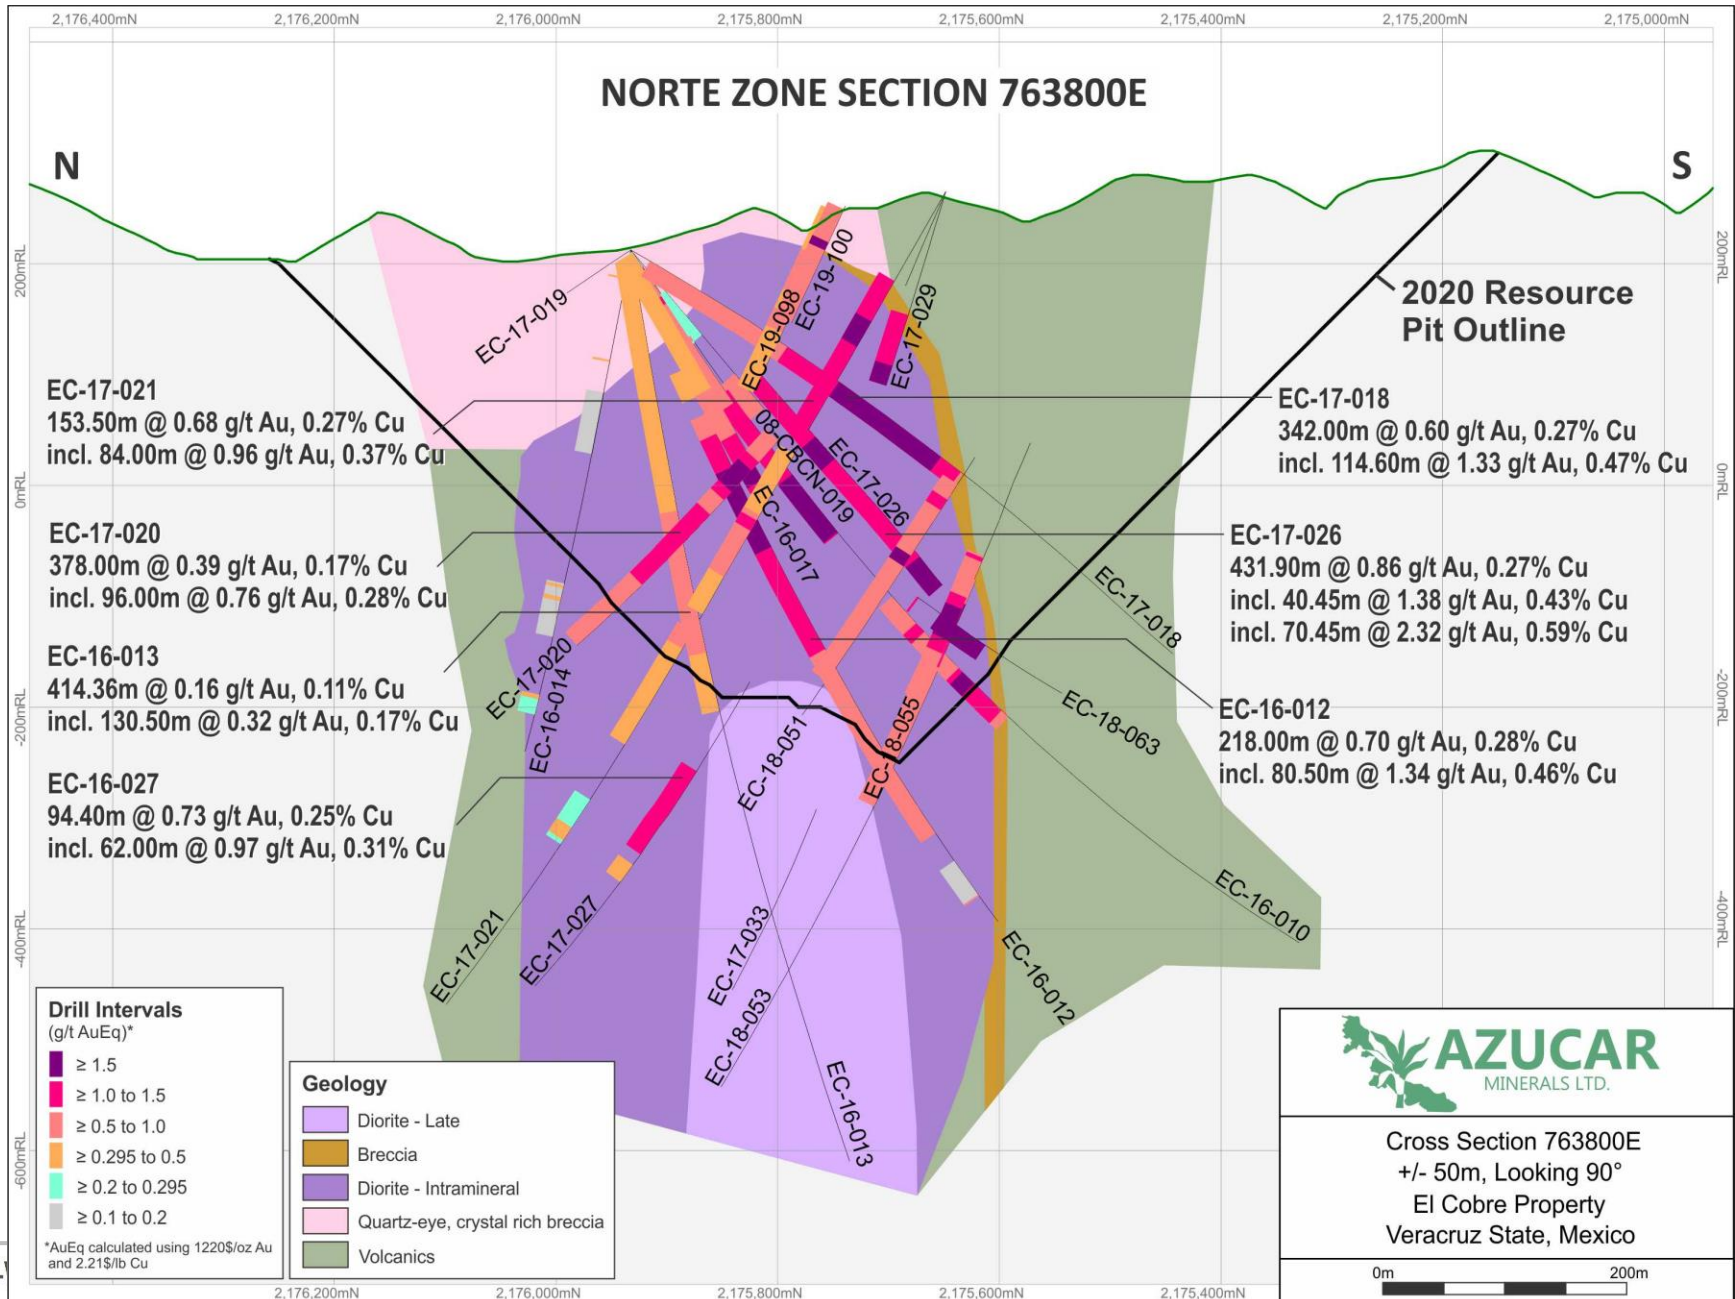 2,176,400mN
2,176,200mN
2,176,000mN
2,175,800mN
2,175,600mN
2,175,400mN
2,175,200mN
2,175,000mN
NORTE ZONE SECTION 763800E
N
S
200mRL
200mRL
2020 Resource
Pit Outline
EC-17-019
EC-19-100
EC-19-098
EC-17-029
EC-17-021
153.50m @ 0.68 g/t Au, 0.27% Cu
incl. 84.00m @ 0.96 g/t Au, 0.37% Cu
EC-17-018
342.00m @ 0.60 g/t Au, 0.27% Cu
incl. 114.60m @ 1.33 g/t Au, 0.47% Cu
08-CBCN-019
EC-17-026
EC-16-017
0mRL
0mRL
EC-17-020
378.00m @ 0.39 g/t Au, 0.17% Cu
incl. 96.00m @ 0.76 g/t Au, 0.28% Cu
EC-17-026
431.90m @ 0.86 g/t Au, 0.27% Cu
incl. 40.45m @ 1.38 g/t Au, 0.43% Cu
incl. 70.45m @ 2.32 g/t Au, 0.59% Cu
EC-17-018
EC-16-013
414.36m @ 0.16 g/t Au, 0.11% Cu
incl. 130.50m @ 0.32 g/t Au, 0.17% Cu
EC-17-020
EC-16-014
EC-18-051
EC-18-055
EC-18-063
-200mRL
-200mRL
EC-16-012
218.00m @ 0.70 g/t Au, 0.28% Cu
incl. 80.50m @ 1.34 g/t Au, 0.46% Cu
EC-16-027
94.40m @ 0.73 g/t Au, 0.25% Cu
incl. 62.00m @ 0.97 g/t Au, 0.31% Cu
EC-17-021
EC-17-027
EC-17-033
EC-18-053
EC-16-012
EC-16-010
EC-16-013
-400mRL
-400mRL
-600mRL
Drill Intervals
(g/t AuEq)*
≥ 1.5
≥ 1.0 to 1.5
≥ 0.5 to 1.0
≥ 0.295 to 0.5
≥ 0.2 to 0.295
≥ 0.1 to 0.2
*AuEq calculated using 1220$/oz Au
and 2.21$/lb Cu
Geology
Diorite - Late
Breccia
Diorite - Intramineral
Quartz-eye, crystal rich breccia
Volcanics
AZUCAR
MINERALS LTD.
Cross Section 763800E
+/- 50m, Looking 90°
El Cobre Property
Veracruz State, Mexico
0m
200m
2,176,200mN
2,176,000mN
2,175,800mN
2,175,600mN
2,175,400mN